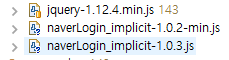 jquery-1.12.4.min.js 143
naverLogin_implicit-1.0.2-min.js
naverLogin_implicit-1.0.3.js